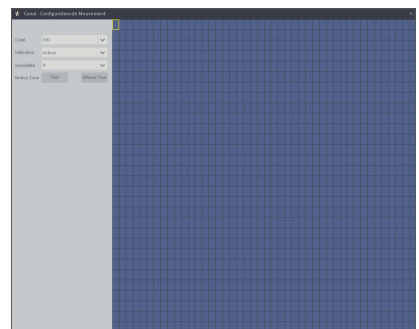 Canal - Configuration de Mouvement
Canal CH1
Utilisation Activer
Sensibilité 4
Motion Zone Tout Effacer Tout